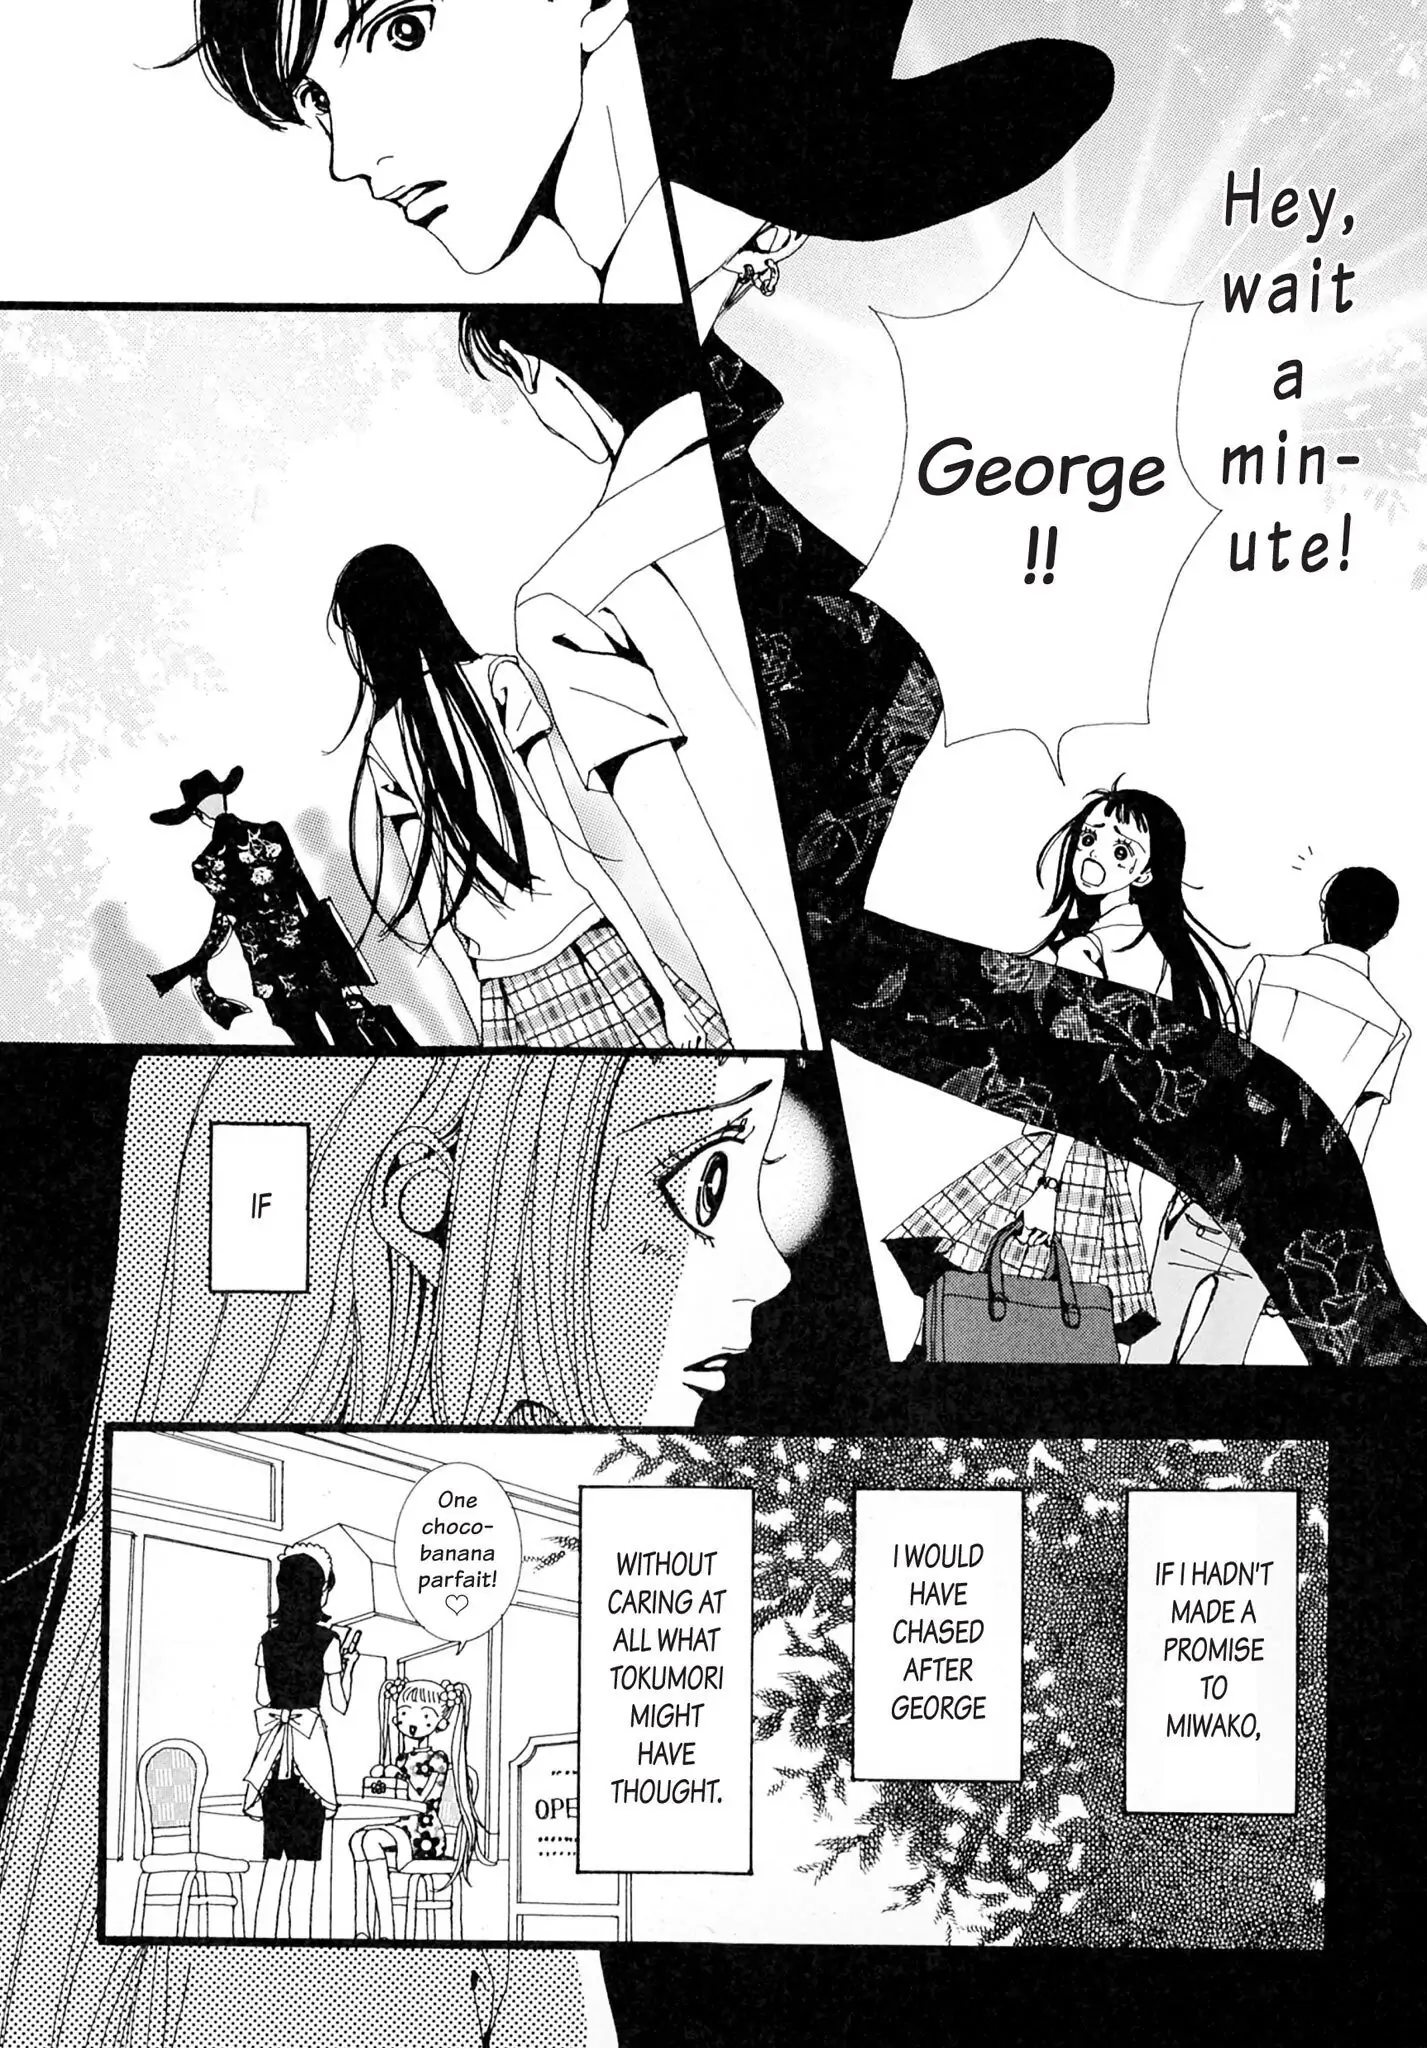 Hey,
wait
a
min-
ute!
George
!!
IF
IF I HADN'T
MADE A
PROMISE
TO
MIWAKO,
I WOULD
HAVE
CHASED
AFTER
GEORGE
WITHOUT
CARING AT
ALL WHAT
TOKUMORI
MIGHT
HAVE
THOUGHT.
One
choco-
banana
parfait!
♡
OPE